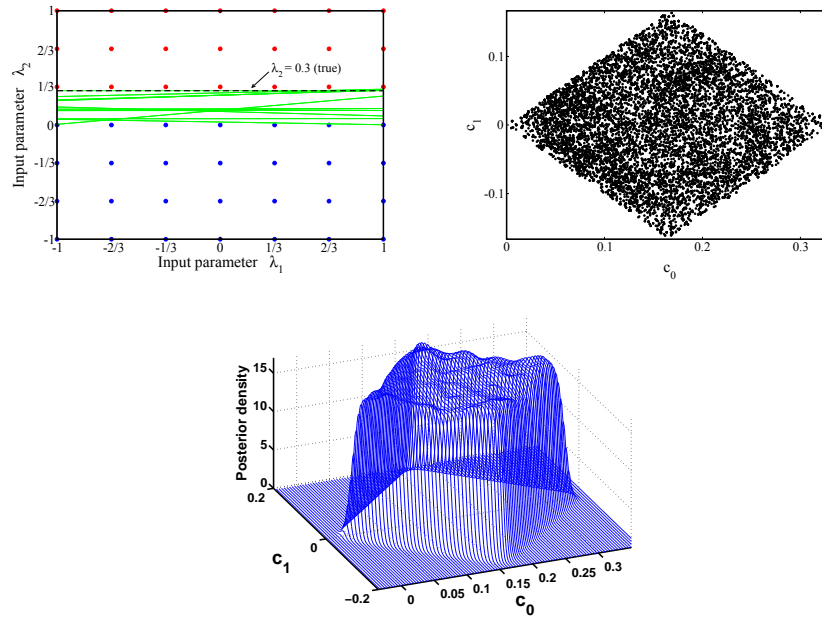 1
2/3
1/3
0
-1/3
-2/3
-1
Input parameter λ2
λ2 = 0.3 (true)
-1 -2/3 -1/3 0 1/3 2/3 1
Input parameter λ1
0.1
0
-0.1
c1
0 0.1 0.2 0.3
c0
15
10
5
0
Posterior density
0.2
0
-0.2
c1
0 0.05 0.1 0.15 0.2 0.25 0.3
c0